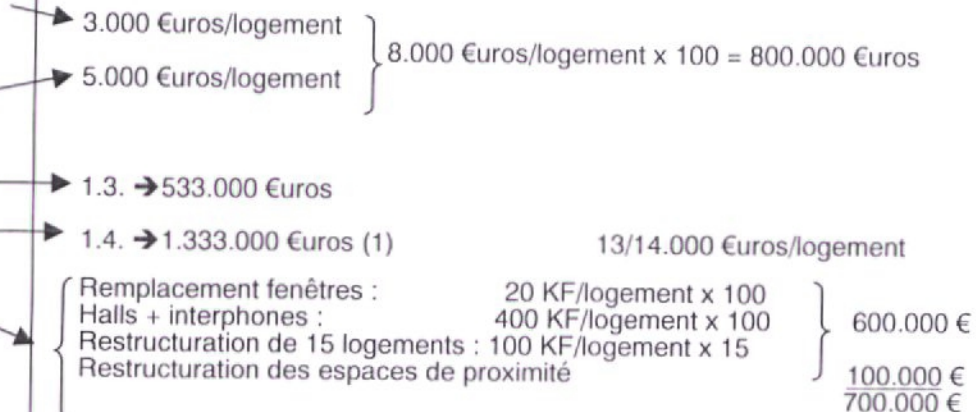 3.000 €uros/logement
8.000 €uros/logement x 100 = 800.000 €uros
5.000 €uros/logement
1.3. ➔533.000 €uros
1.4. ➔1.333.000 €uros (1) 13/14.000 €uros/logement
Remplacement fenêtres : 20 KF/logement x 100
Halls + interphones : 400 KF/logement x 100 600.000 €
Restructuration de 15 logements : 100 KF/logement x 15
Restructuration des espaces de proximité 100.000 €
700.000 €